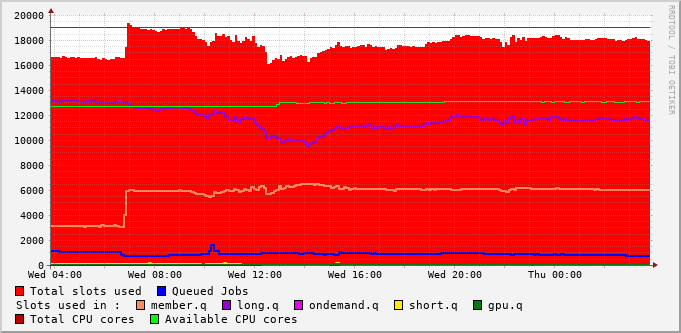 20000
18000
16000
14000
12000
10000
8000
6000
4000
2000
0
Wed 04:00 Wed 08:00 Wed 12:00 Wed 16:00 Wed 20:00 Thu 00:00
Total slots used Queued Jobs
Slots used in : member.q long.q ondemand.q short.q gpu.q
Total CPU cores Available CPU cores
RRDTOOL / TOBI OETIKER